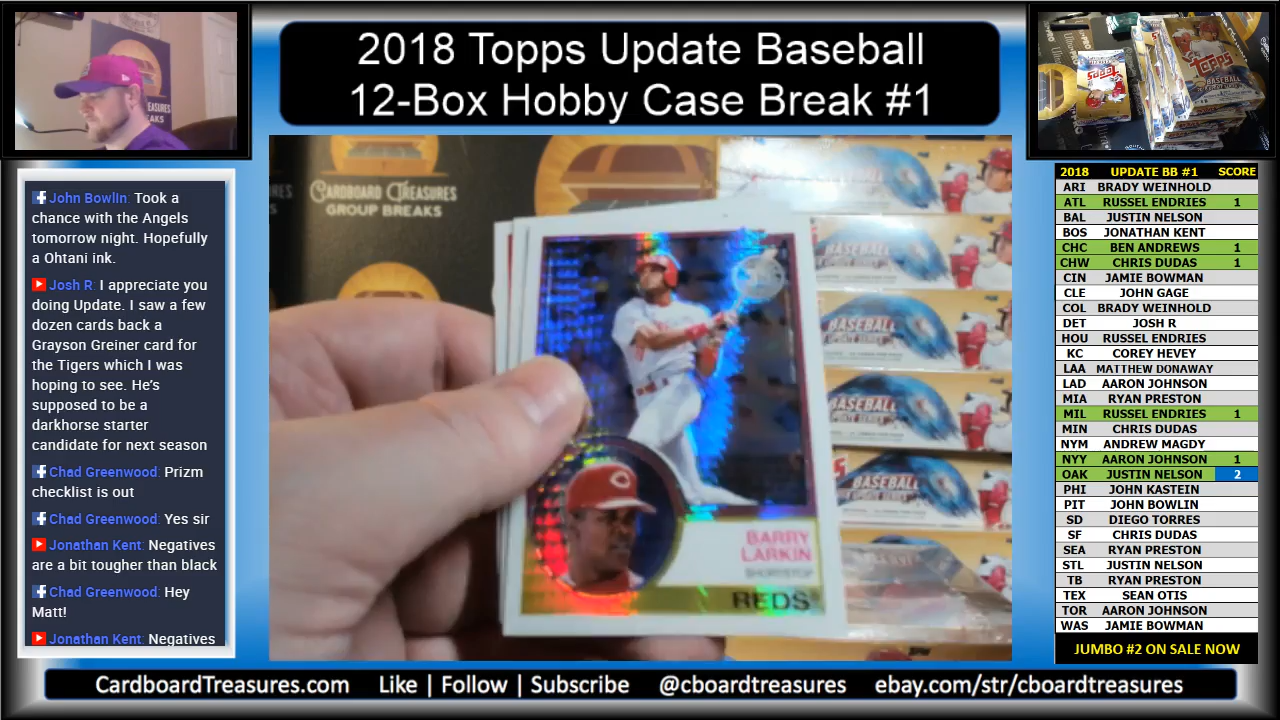 2018 Topps Update Baseball
12-Box Hobby Case Break #1
John Bowlin: Took a
chance with the Angels
tomorrow night. Hopefully
a Ohtani ink.
Josh R: I appreciate you
doing Update. I saw a few
dozen cards back a
Grayson Greiner card for
the Tigers which I was
hoping to see. He's
supposed to be a
darkhorse starter
candidate for next season
Chad Greenwood: Prizm
checklist is out
Chad Greenwood: Yes sir
Jonathan Kent: Negatives
are a bit tougher than black
Chad Greenwood: Hey
Matt!
Jonathan Kent: Negatives
CARDBOARD TREASURES
GROUP BREAKS
BARRY
LARKIN
SHORTSTOP
REDS
BASEBALL
BASEBALL
BASEBALL
BASEBALL
Topps
BASEBALL
2018 UPDATE BB #1 SCORE
ARI BRADY WEINHOLD
ATL RUSSEL ENDRIES 1
BAL JUSTIN NELSON
BOS JONATHAN KENT
CHC BEN ANDREWS 1
CHW CHRIS DUDAS 1
CIN JAMIE BOWMAN
CLE JOHN GAGE
COL BRADY WEINHOLD
DET JOSH R
HOU RUSSEL ENDRIES
KC COREY HEVEY
LAA MATTHEW DONAWAY
LAD AARON JOHNSON
MIA RYAN PRESTON
MIL RUSSEL ENDRIES 1
MIN CHRIS DUDAS
NYM ANDREW MAGDY
NYY AARON JOHNSON 1
OAK JUSTIN NELSON 2
PHI JOHN KASTEIN
PIT JOHN BOWLIN
SD DIEGO TORRES
SF CHRIS DUDAS
SEA RYAN PRESTON
STL JUSTIN NELSON
TB RYAN PRESTON
TEX SEAN OTIS
TOR AARON JOHNSON
WAS JAMIE BOWMAN
JUMBO #2 ON SALE NOW
CardboardTreasures.com Like | Follow | Subscribe @cboardtreasures ebay.com/str/cboardtreasures